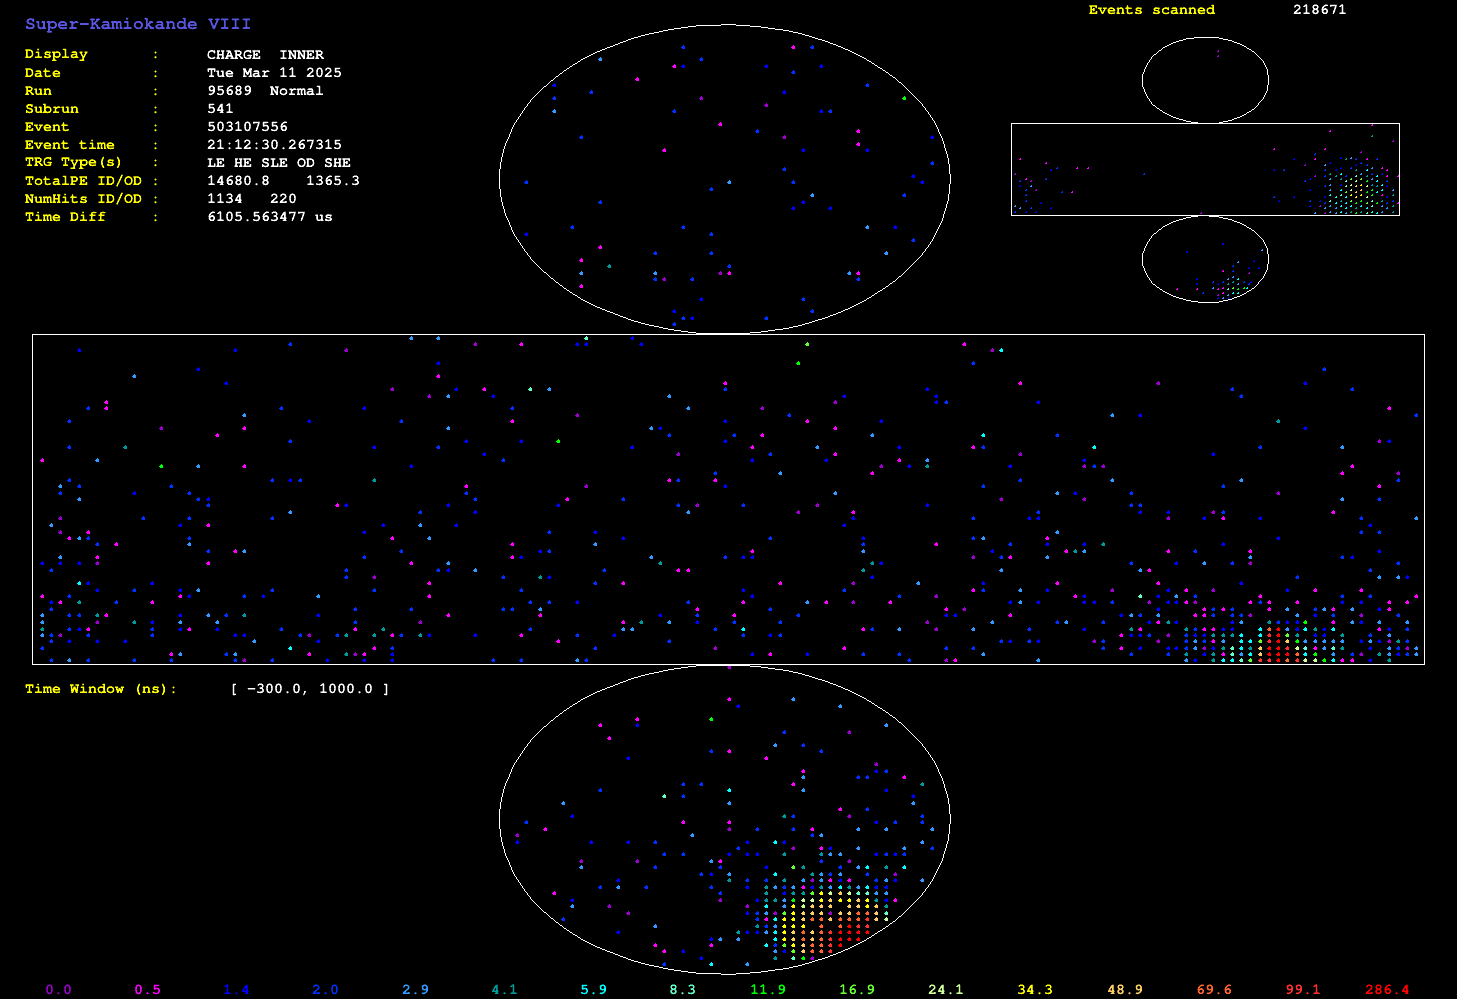 Super-Kamiokande VIII
Events scanned 218671
Display : CHARGE INNER
Date : Tue Mar 11 2025
Run : 95689 Normal
Subrun : 541
Event : 503107556
Event time : 21:12:30.267315
TRG Type(s) : LE HE SLE OD SHE
TotalPE ID/OD : 14680.8 1365.3
NumHits ID/OD : 1134 220
Time Diff : 6105.563477 us
Time Window (ns): [ -300.0, 1000.0 ]
0.0 0.5 1.4 2.0 2.9 4.1 5.9 8.3 11.9 16.9 24.1 34.3 48.9 69.6 99.1 286.4